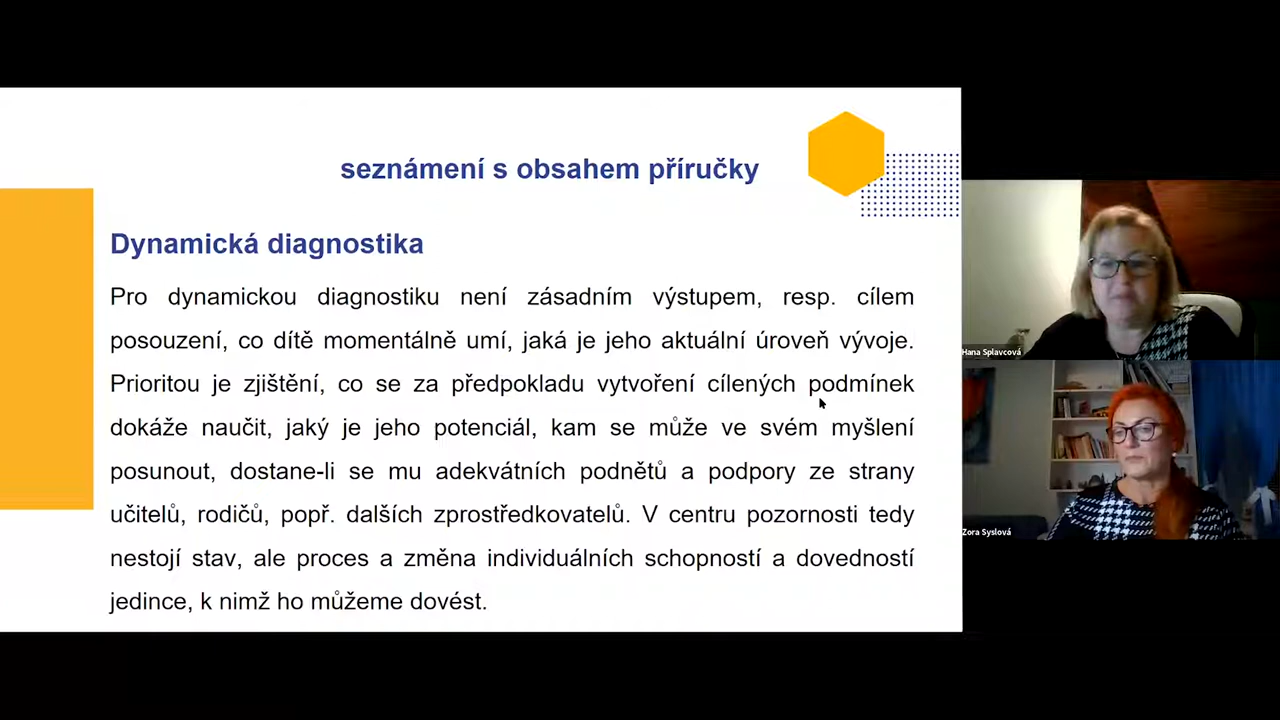 seznámení s obsahem příručky
Dynamická diagnostika
Pro dynamickou diagnostiku není zásadním výstupem, resp. cílem
posouzení, co dítě momentálně umí, jaká je jeho aktuální úroveň vývoje.
Prioritou je zjištění, co se za předpokladu vytvoření cílených podmínek
dokáže naučit, jaký je jeho potenciál, kam se může ve svém myšlení
posunout, dostane-li se mu adekvátních podnětů a podpory ze strany
učitelů, rodičů, popř. dalších zprostředkovatelů. V centru pozornosti tedy
nestojí stav, ale proces a změna individuálních schopností a dovedností
jedince, k nimž ho můžeme dovést.
Hana Splavcová
Zora Syslová